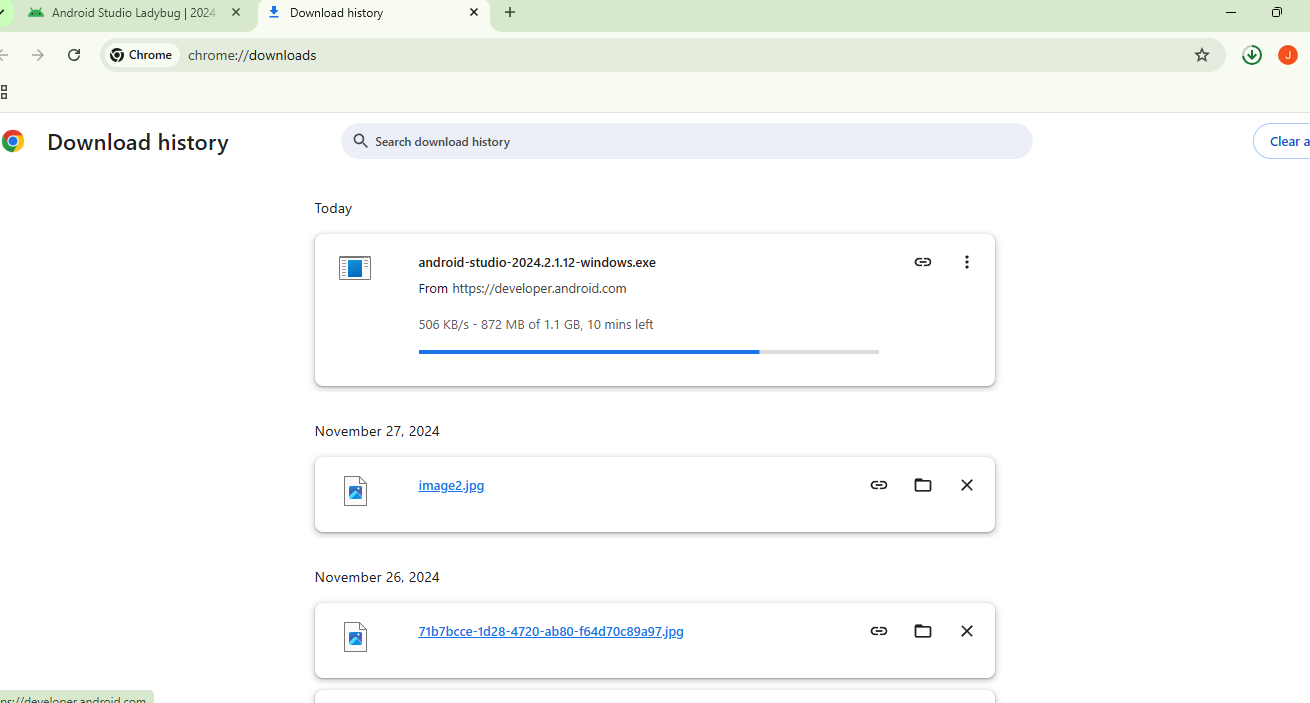 Android Studio Ladybug | 2024.
Download history
Chrome
chrome://downloads
J
Download history
Search download history
Clear a
Today
android-studio-2024.2.1.12-windows.exe
From https://developer.android.com
506 KB/s - 872 MB of 1.1 GB, 10 mins left
November 27, 2024
image2.jpg
November 26, 2024
71b7bcce-1d28-4720-ab80-f64d70c89a97.jpg
ps://developer.android.com